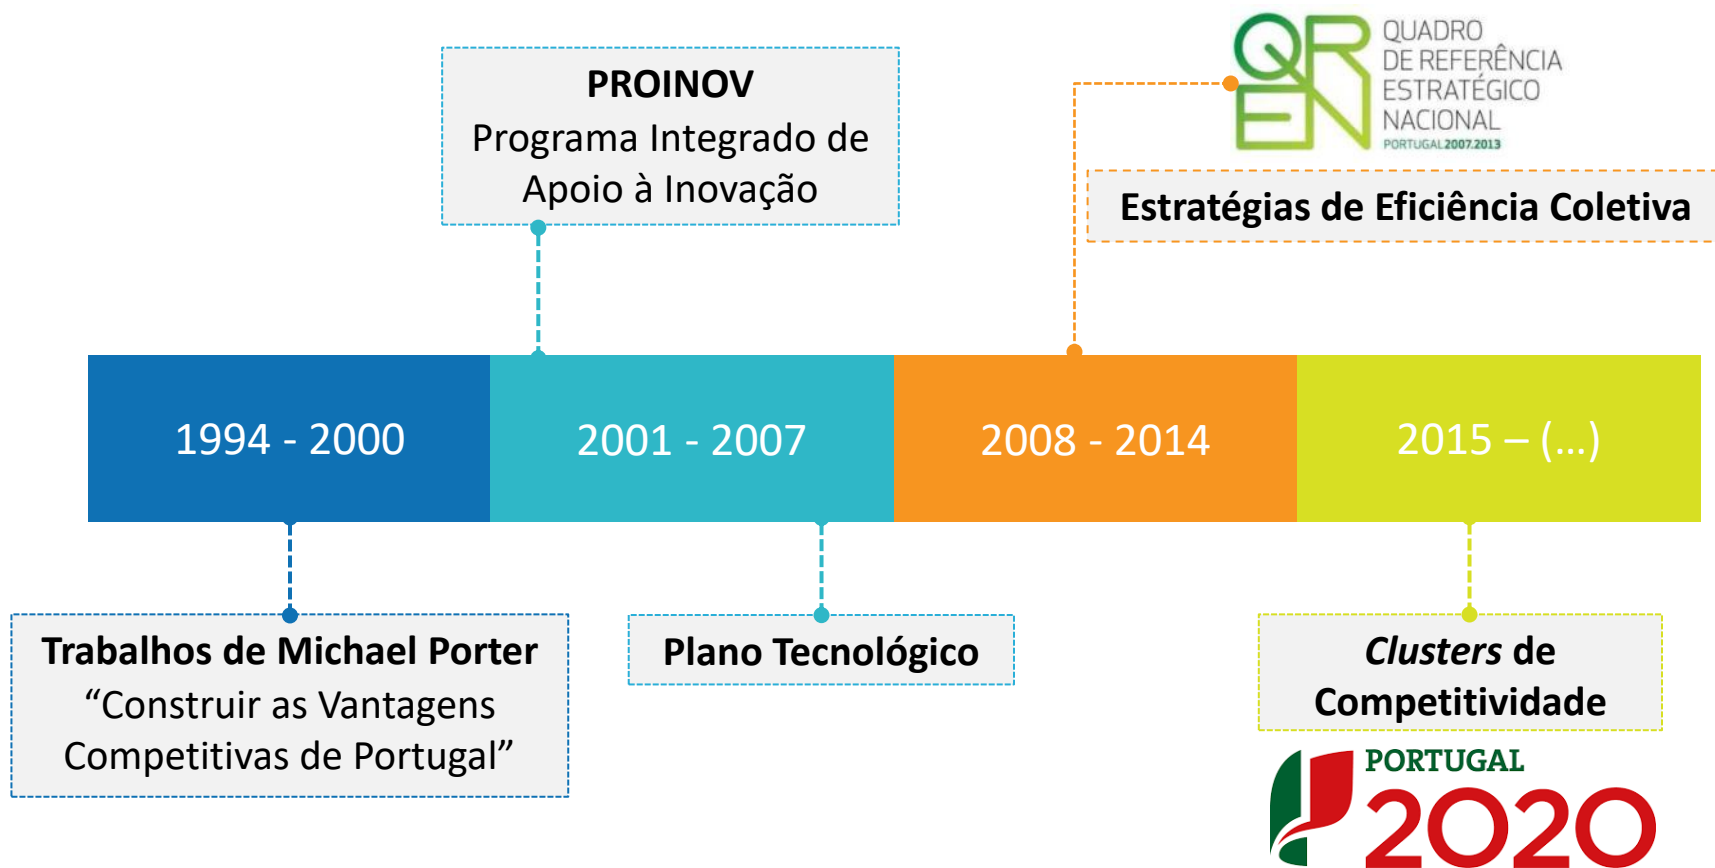 PROINOV
Programa Integrado de
Apoio à Inovação
QREN
QUADRO
DE REFERÊNCIA
ESTRATÉGICO
NACIONAL
PORTUGAL 2007.2013
Estratégias de Eficiência Coletiva
1994 - 2000
2001 - 2007
2008 - 2014
2015 – (...)
Trabalhos de Michael Porter
“Construir as Vantagens
Competitivas de Portugal”
Plano Tecnológico
Clusters de
Competitividade
PORTUGAL
2020